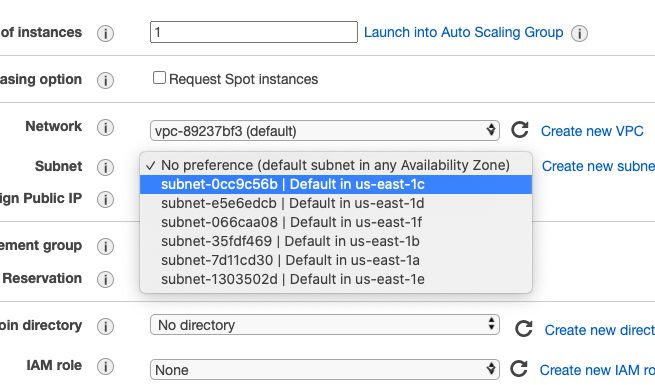 of instances
1
Launch into Auto Scaling Group
asing option
Request Spot instances
Network
vpc-89237bf3 (default)
Create new VPC
Subnet
✓ No preference (default subnet in any Availability Zone)
Create new subne
subnet-0cc9c56b | Default in us-east-1c
ign Public IP
subnet-e5e6edcb | Default in us-east-1d
subnet-066caa08 | Default in us-east-1f
ement group
subnet-35fdf469 | Default in us-east-1b
subnet-7d11cd30 | Default in us-east-1a
Reservation
subnet-1303502d | Default in us-east-1e
oin directory
No directory
Create new direct
IAM role
None
Create new IAM ro